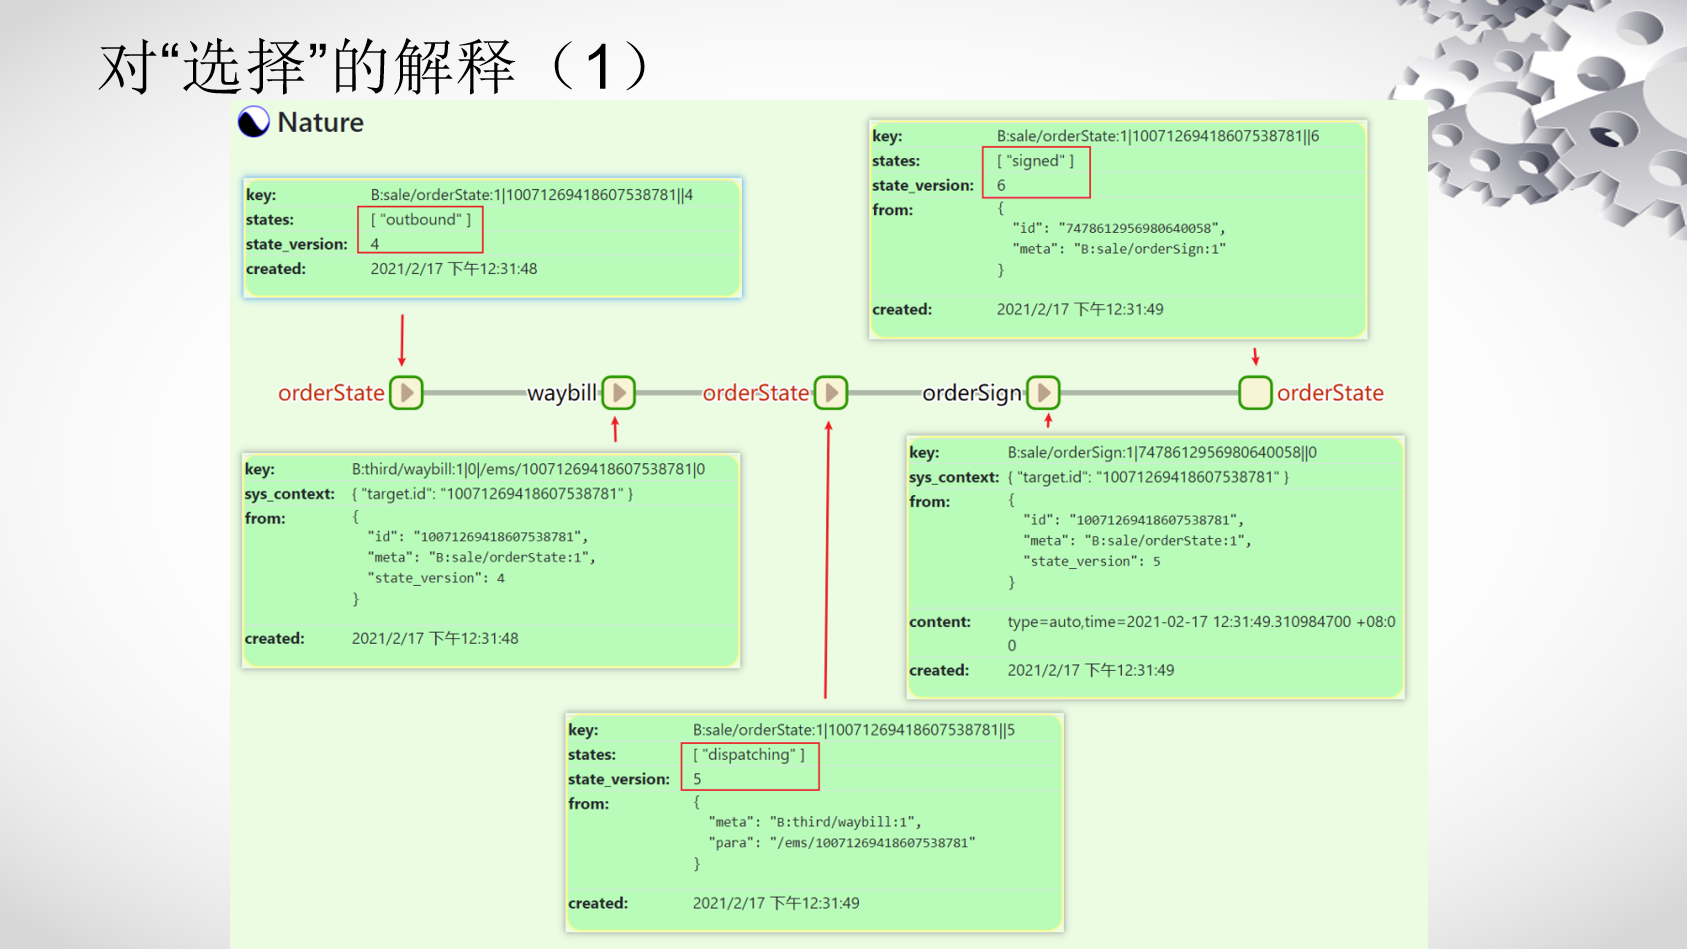 对“选择”的解释（1）
Nature
key: B:sale/orderState:1|10071269418607538781||4
states: [ "outbound" ]
state_version: 4
created: 2021/2/17 下午12:31:48
key: B:sale/orderState:1|10071269418607538781||6
states: [ "signed" ]
state_version: 6
from: {
"id": "7478612956980640058",
"meta": "B:sale/orderSign:1"
}
created: 2021/2/17 下午12:31:49
orderState waybill orderState orderSign orderState
key: B:third/waybill:1|0|/ems/10071269418607538781|0
sys_context: { "target.id": "10071269418607538781" }
from: {
"id": "10071269418607538781",
"meta": "B:sale/orderState:1",
"state_version": 4
}
created: 2021/2/17 下午12:31:48
key: B:sale/orderSign:1|7478612956980640058||0
sys_context: { "target.id": "10071269418607538781" }
from: {
"id": "10071269418607538781",
"meta": "B:sale/orderState:1",
"state_version": 5
}
content: type=auto,time=2021-02-17 12:31:49.310984700 +08:0
0
created: 2021/2/17 下午12:31:49
key: B:sale/orderState:1|10071269418607538781||5
states: [ "dispatching" ]
state_version: 5
from: {
"meta": "B:third/waybill:1",
"para": "/ems/10071269418607538781"
}
created: 2021/2/17 下午12:31:49